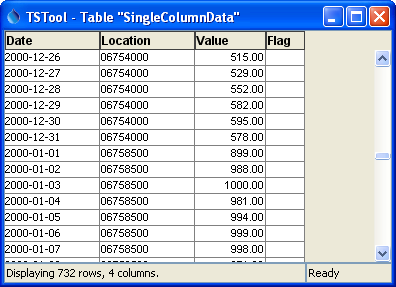 TSTool - Table "SingleColumnData"
Date Location Value Flag
2000-12-26 06754000 515.00
2000-12-27 06754000 529.00
2000-12-28 06754000 552.00
2000-12-29 06754000 582.00
2000-12-30 06754000 595.00
2000-12-31 06754000 578.00
2000-01-01 06758500 899.00
2000-01-02 06758500 988.00
2000-01-03 06758500 1000.00
2000-01-04 06758500 981.00
2000-01-05 06758500 994.00
2000-01-06 06758500 999.00
2000-01-07 06758500 998.00
Displaying 732 rows, 4 columns. Ready